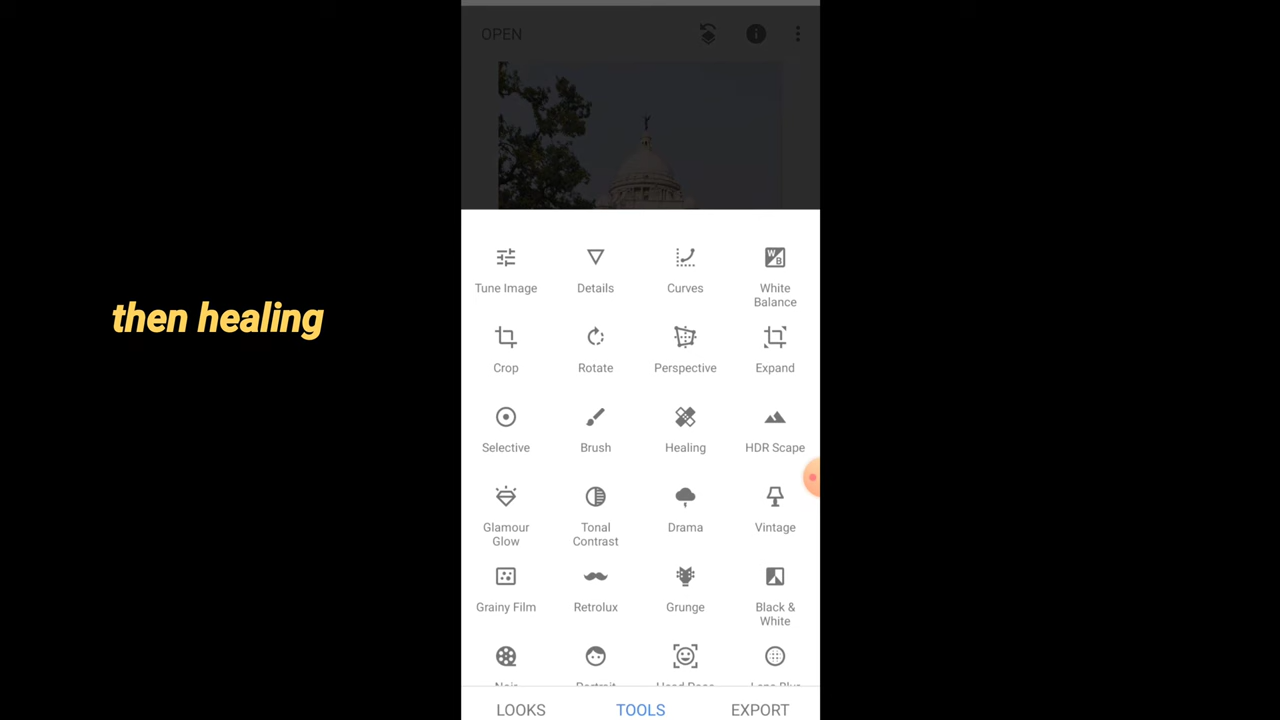 OPEN
then healing
Tune Image
Details
Curves
White
Balance
Crop
Rotate
Perspective
Expand
Selective
Brush
Healing
HDR Scape
Glamour
Glow
Tonal
Contrast
Drama
Vintage
Grainy Film
Retrolux
Grunge
Black &
White
LOOKS
TOOLS
EXPORT